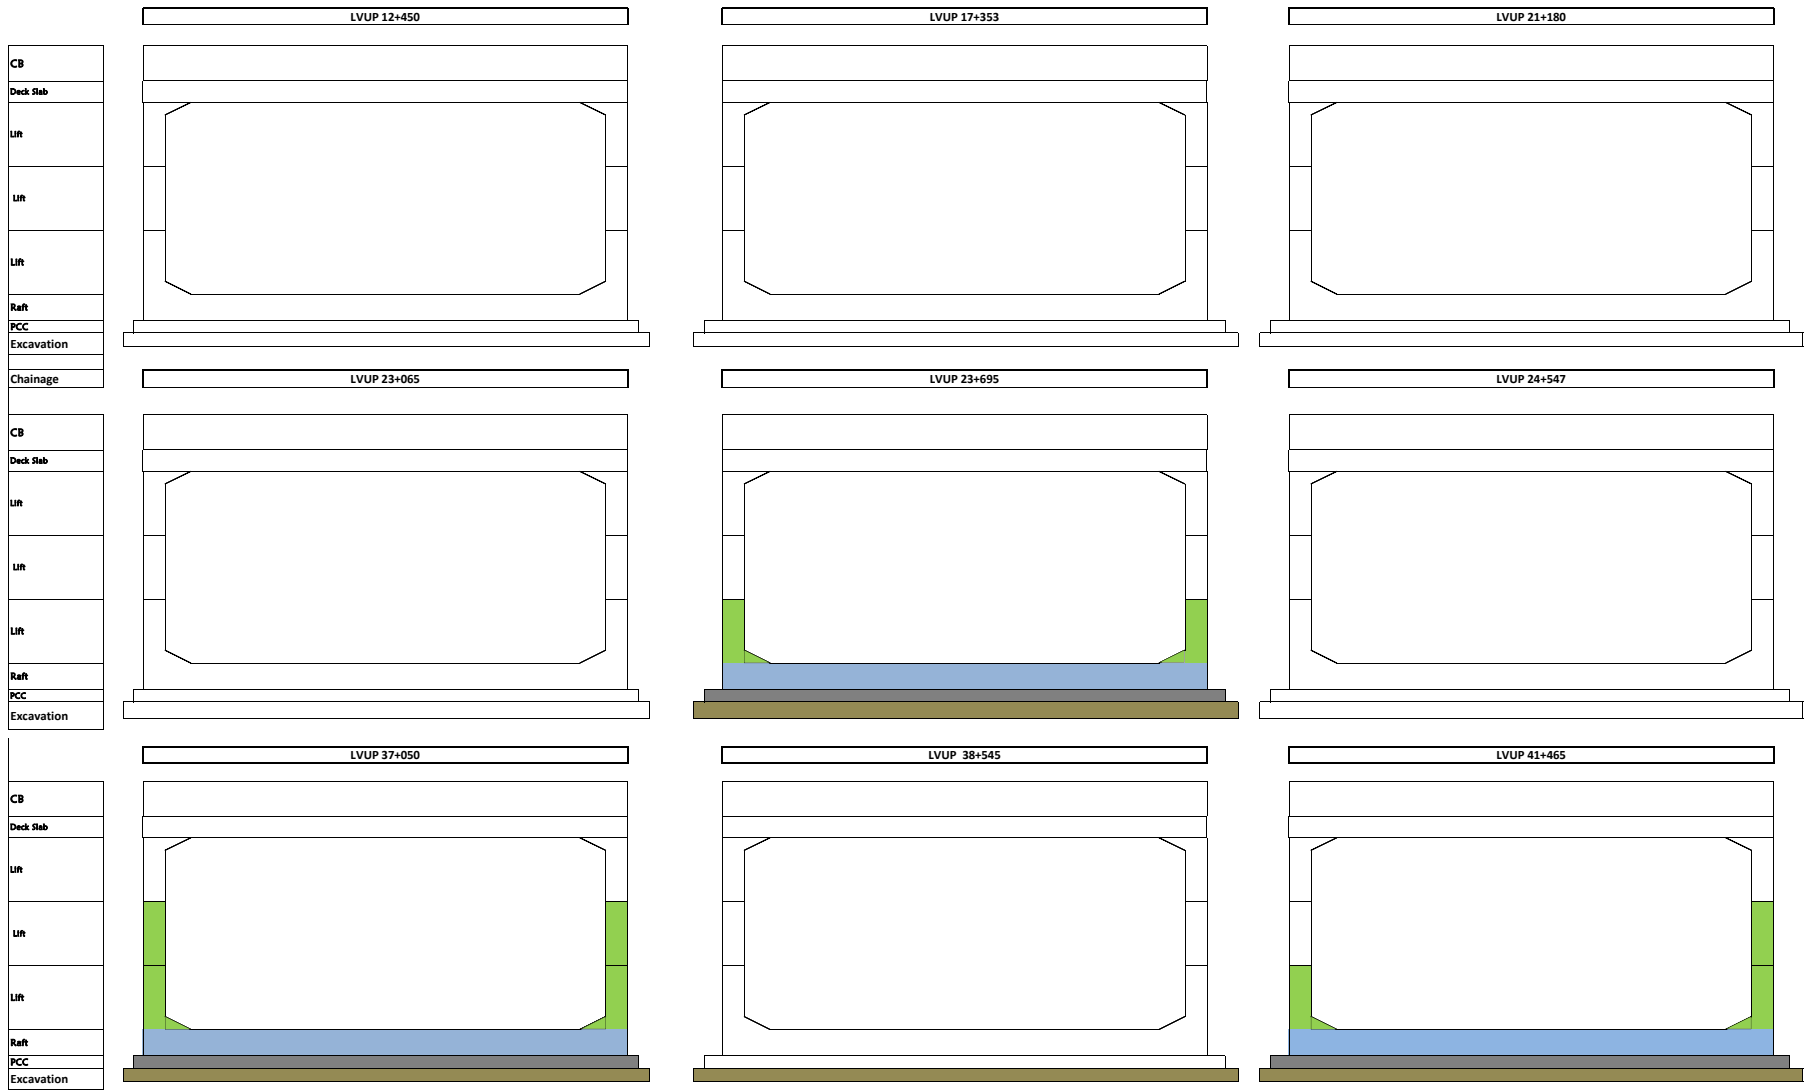 LVUP 12+450 LVUP 17+353 LVUP 21+180
CB
Deck Slab
Lift
Lift
Lift
Raft
PCC
Excavation
Chainage LVUP 23+065 LVUP 23+695 LVUP 24+547
CB
Deck Slab
Lift
Lift
Lift
Raft
PCC
Excavation
LVUP 37+050 LVUP 38+545 LVUP 41+465
CB
Deck Slab
Lift
Lift
Lift
Raft
PCC
Excavation